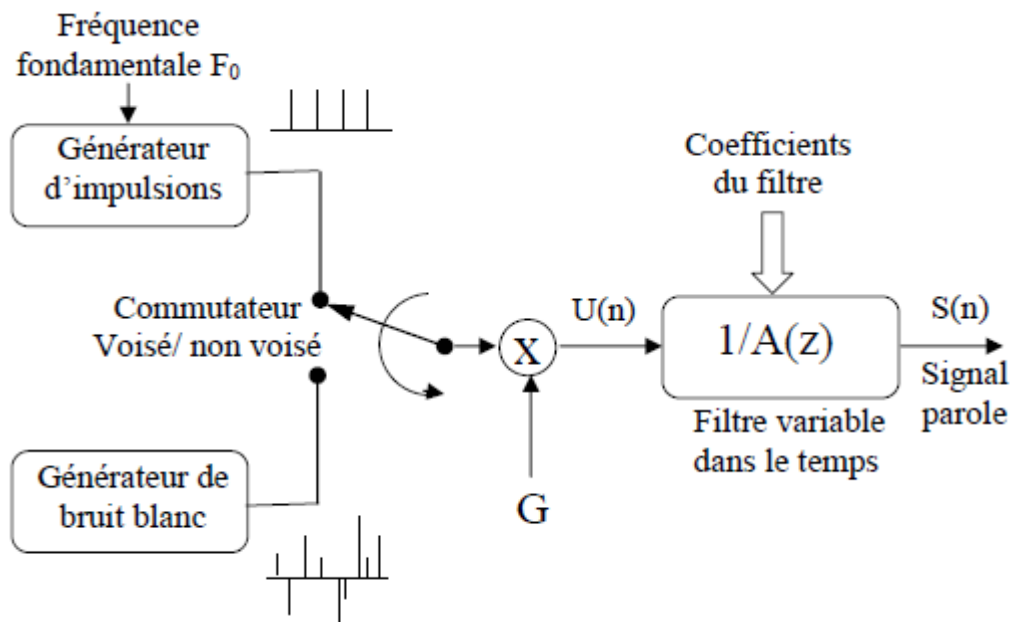 Fréquence
fondamentale F₀
Générateur
d’impulsions
Coefficients
du filtre
Commutateur
Voisé/ non voisé
X
U(n)
1/A(z)
S(n)
Signal
parole
Filtre variable
dans le temps
G
Générateur de
bruit blanc